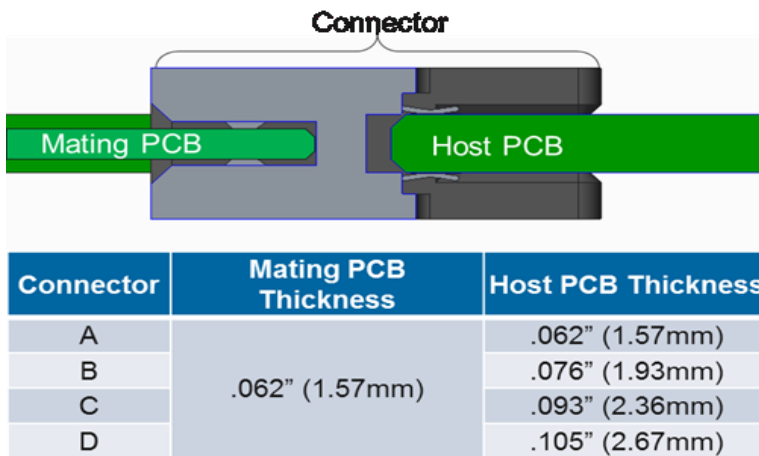 Connector
Mating PCB
Host PCB
Connector
Mating PCB
Thickness
Host PCB Thickness
A
.062” (1.57mm)
.062” (1.57mm)
B
.076” (1.93mm)
C
.093” (2.36mm)
D
.105” (2.67mm)